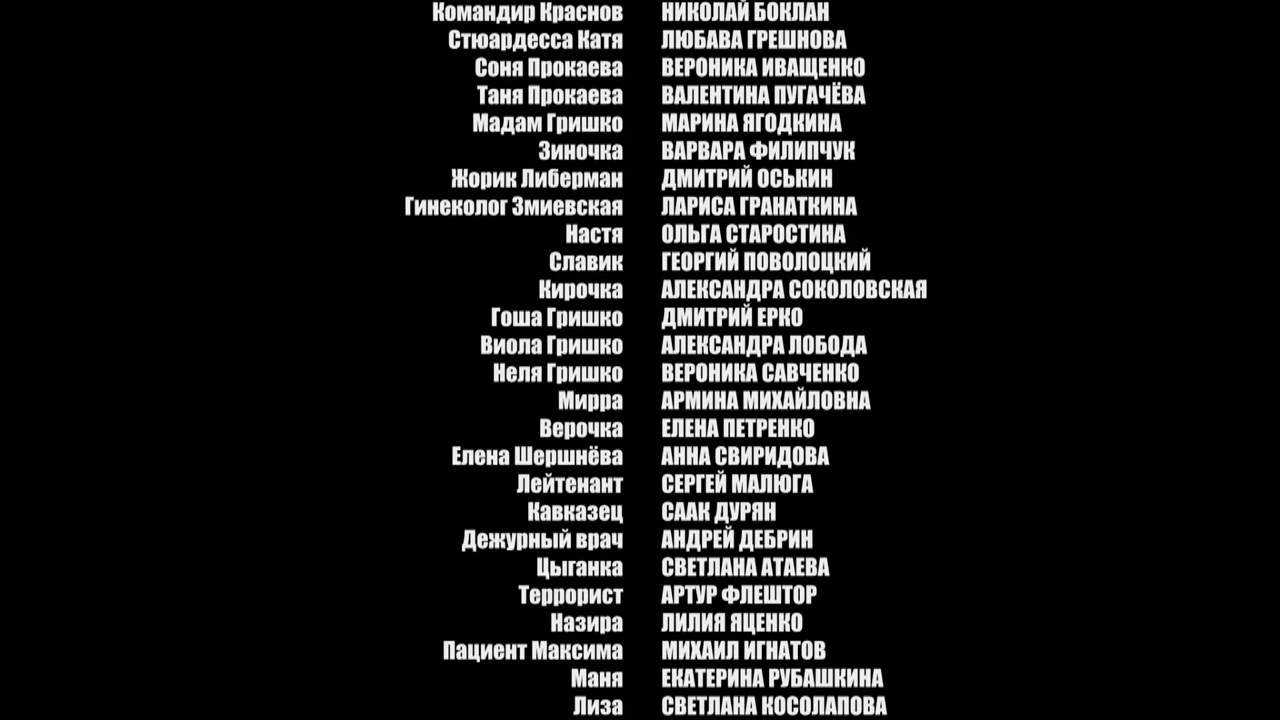 Командир Краснов НИКОЛАЙ БОКЛАН
Стюардесса Катя ЛЮБАВА ГРЕШНОВА
Соня Прокаева ВЕРОНИКА ИВАЩЕНКО
Таня Прокаева ВАЛЕНТИНА ПУГАЧЁВА
Мадам Гришко МАРИНА ЯГОДКИНА
Зиночка ВАРВАРА ФИЛИПЧУК
Жорик Либерман ДМИТРИЙ ОСЬКИН
Гинеколог Змиевская ЛАРИСА ГРАНАТКИНА
Настя ОЛЬГА СТАРОСТИНА
Славик ГЕОРГИЙ ПОВОЛОЦКИЙ
Кирочка АЛЕКСАНДРА СОКОЛОВСКАЯ
Гоша Гришко ДМИТРИЙ ЕРКО
Виола Гришко АЛЕКСАНДРА ЛОБОДА
Неля Гришко ВЕРОНИКА САВЧЕНКО
Мирра АРМИНА МИХАЙЛОВНА
Верочка ЕЛЕНА ПЕТРЕНКО
Елена Шершнёва АННА СВИРИДОВА
Лейтенант СЕРГЕЙ МАЛЮГА
Кавказец СААК ДУРЯН
Дежурный врач АНДРЕЙ ДЕБРИН
Цыганка СВЕТЛАНА АТАЕВА
Террорист АРТУР ФЛЕШТОР
Назира ЛИЛИЯ ЯЦЕНКО
Пациент Максима МИХАИЛ ИГНАТОВ
Маня ЕКАТЕРИНА РУБАШКИНА
Лиза СВЕТЛАНА КОСОЛАПОВА